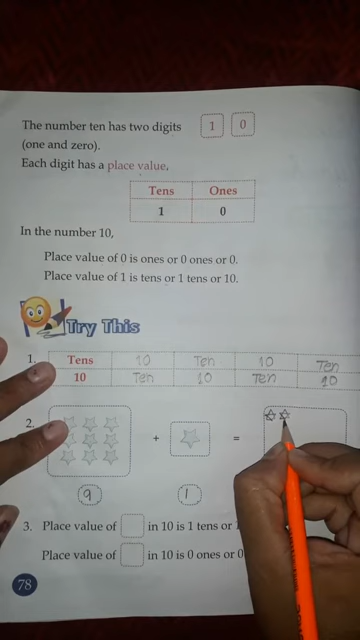 The number ten has two digits 1 0
(one and zero).
Each digit has a place value.
Tens Ones
1 0
In the number 10,
Place value of 0 is ones or 0 ones or 0.
Place value of 1 is tens or 1 tens or 10.
Try This
1. Tens 10 Ten 10 Ten
10 Ten 10 Ten 10
2. + =
9 1
3. Place value of in 10 is 1 tens or
Place value of in 10 is 0 ones or 0
78